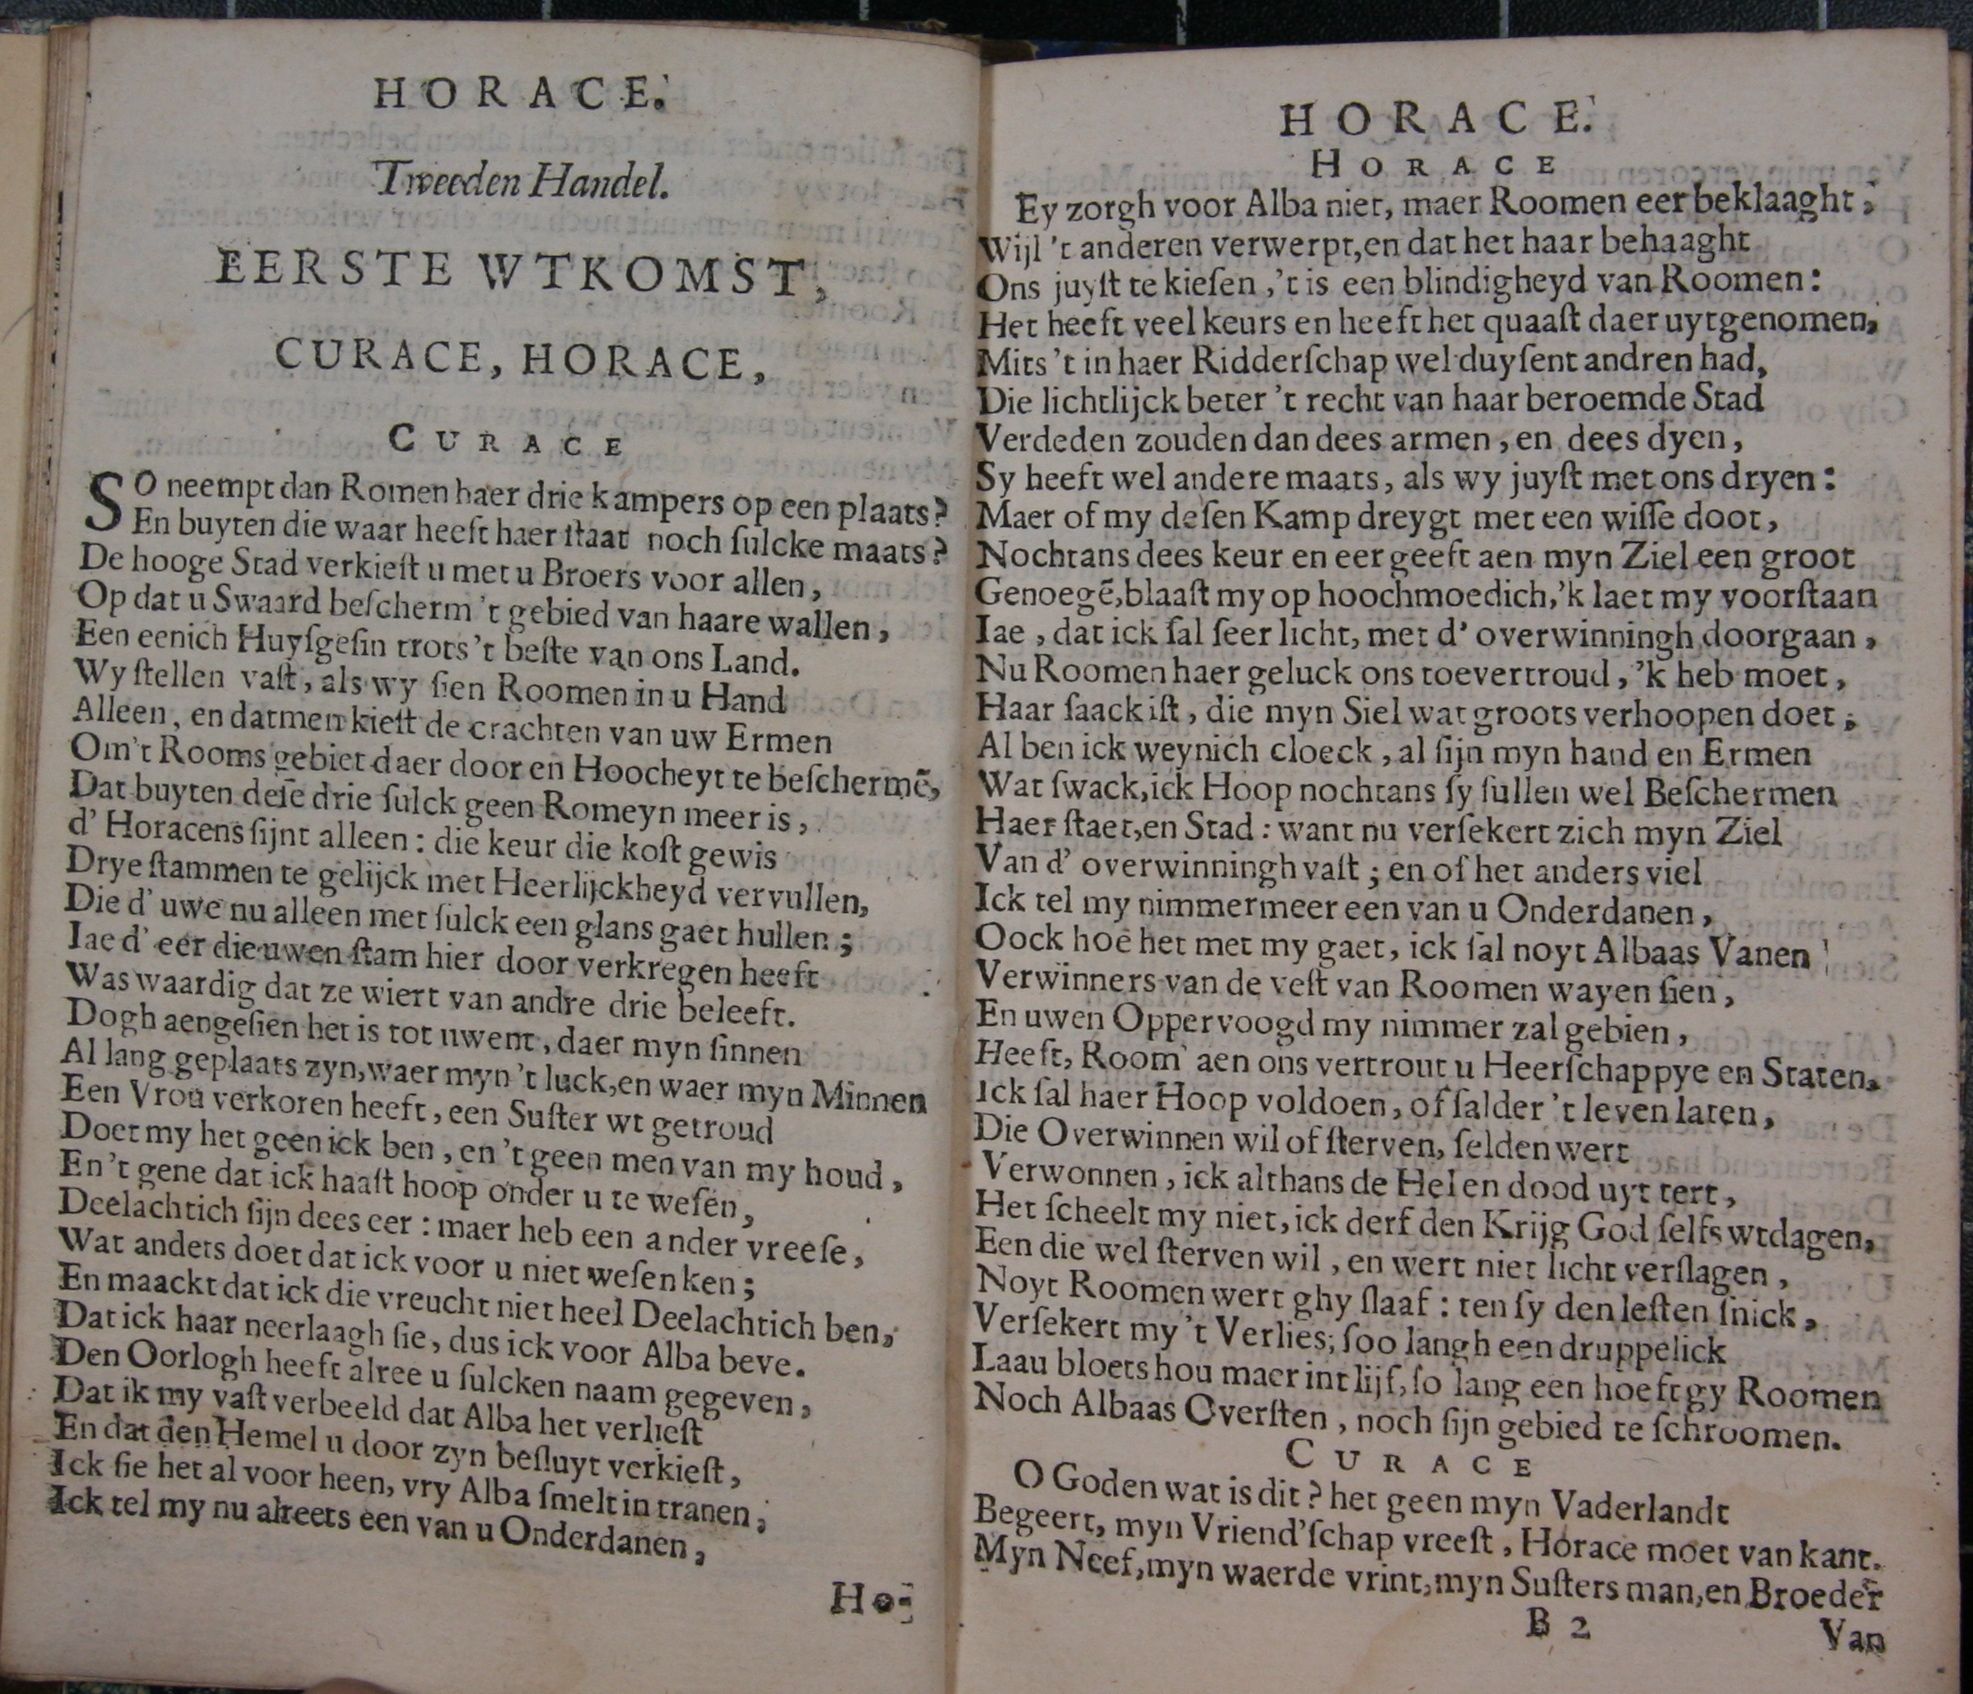 HORACE.
Tweeden Handel.
EERSTE WTKOMST,
CURACE, HORACE,
CURACE
SO neempt dan Romen haer drie kampers op een plaats?
En buyten die waar heeft haer staat noch sulcke maats?
De hooge Stad verkiest u met u Broers voor allen,
Op dat u Swaard bescherm 't gebied van haare wallen,
Een eenich Huysgesin trots 't beste van ons Land.
Wy stellen vast, als wy sien Roomen in u Hand
Alleen, en datmen kiest de crachten van uw Ermen
Om't Rooms gebiet daer door en Hoocheyt te beschermē,
Dat buyten dese drie sulck geen Romeyn meer is,
d' Horacens sijnt alleen: die keur die kost gewis
Drye stammen te gelijck met Heerlijckheyd vervullen,
Die d' uwe nu alleen met sulck een glans gaet hullen;
Iae d' eer die uwen stam hier door verkregen heeft
Was waardig dat ze wiert van andre drie beleeft.
Dogh aengesien het is tot uwent, daer myn sinnen
Al lang geplaats zyn, waer myn 't luck, en waer myn Minnen
Een Vrou verkoren heeft, een Suster wt getroud
Doet my het geen ick ben, en 't geen men van my houd,
En 't gene dat ick haast hoop onder u te wesen,
Deelachtich sijn dees eer: maer heb een ander vreese,
Wat anders doet dat ick voor u niet wesen ken;
En maackt dat ick die vreucht niet heel Deelachtich ben,
Dat ick haar neerlaagh sie, dus ick voor Alba beve.
Den Oorlogh heeft alree u sulcken naam gegeven,
Dat ik my vast verbeeld dat Alba het verliest
En dat den Hemel u door zyn besluyt verkiest,
Ick sie het al voor heen, vry Alba smelt in tranen,
Ick tel my nu alreets een van u Onderdanen,
Ho-
HORACE.
HORACE
Ey zorgh voor Alba niet, maer Roomen eer beklaaght,
Wijl 't anderen verwerpt, en dat het haar behaaght
Ons juyst te kiesen, 't is een blindigheyd van Roomen:
Het heeft veel keurs en heeft het quaast daer uytgenomen,
Mits 't in haer Ridderschap wel duysent andren had,
Die lichtlijck beter 't recht van haar beroemde Stad
Verdeden zouden dan dees armen, en dees dyen,
Sy heeft wel andere maats, als wy juyst met ons dryen:
Maer of my desen Kamp dreygt met een wisse doot,
Nochtans dees keur en eer geeft aen myn Ziel een groot
Genoegē, blaast my op hoochmoedich, 'k laet my voorstaan
Iae, dat ick sal seer licht, met d' overwinningh doorgaan,
Nu Roomen haer geluck ons toevertroud, 'k heb moet,
Haar saack ist, die myn Siel wat groots verhoopen doet;
Al ben ick weynich cloeck, al sijn myn hand en Ermen
Wat swack, ick Hoop nochtans sy sullen wel Beschermen
Haer staet, en Stad: want nu versekert zich myn Ziel
Van d' overwinningh vast; en of het anders viel
Ick tel my nimmermeer een van u Onderdanen,
Oock hoe het met my gaet, ick sal noyt Albaas Vanen
Verwinners van de vest van Roomen wayen sien,
En uwen Oppervoogd my nimmer zal gebien,
Heeft, Room aen ons vertrout u Heerschappye en Staten,
Ick sal haer Hoop voldoen, of salder 't leven laten,
Die Overwinnen wil of sterven, selden wert
Verwonnen, ick althans de Hel en dood uyt tert,
Het scheelt my niet, ick derf den Krijg God selfs wtdagen,
Een die wel sterven wil, en wert niet licht verslagen,
Noyt Roomen wert ghy slaaf: ten sy den lesten snick,
Versekert my 't Verlies; soo langh een druppelick
Laau bloets hou maer int lijf, so lang een hoeft gy Roomen
Noch Albaas Oversten, noch sijn gebied te schroomen.
CURACE
O Goden wat is dit? het geen myn Vaderlandt
Begeert, myn Vriend'schap vreest, Horace moet van kant.
Myn Neef, myn waerde vrint, myn Susters man, en Broeder
B 2
Van